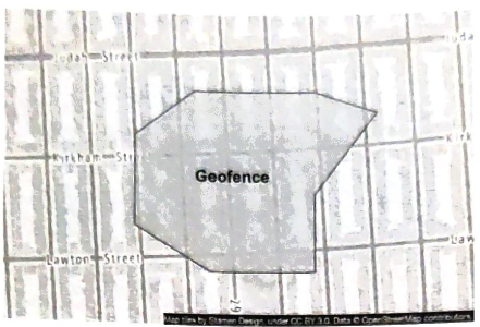 Judah Street
Juda
Kirkham Stre
Kirk
Geofence
Lawton Street
Law
29
Map tiles by Stamen Design, under CC BY 3.0. Data © OpenStreetMap contributors.